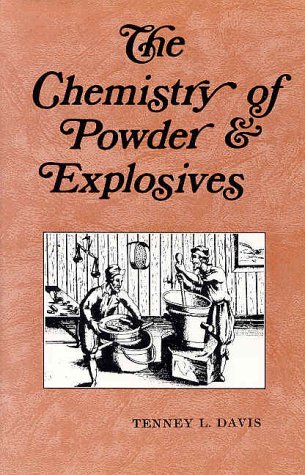 The
Chemistry of
Powder &
Explosives
TENNEY L. DAVIS